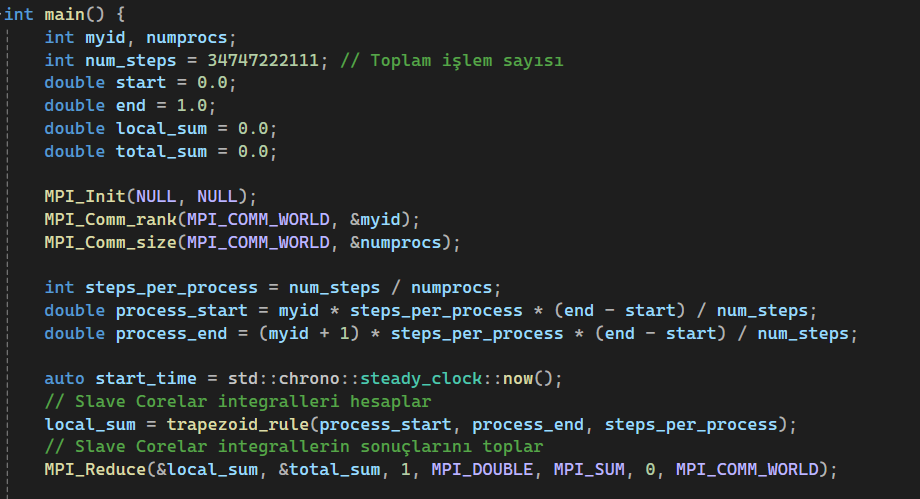 int main() {
int myid, numprocs;
int num_steps = 34747222111; // Toplam işlem sayısı
double start = 0.0;
double end = 1.0;
double local_sum = 0.0;
double total_sum = 0.0;
MPI_Init(NULL, NULL);
MPI_Comm_rank(MPI_COMM_WORLD, &myid);
MPI_Comm_size(MPI_COMM_WORLD, &numprocs);
int steps_per_process = num_steps / numprocs;
double process_start = myid * steps_per_process * (end - start) / num_steps;
double process_end = (myid + 1) * steps_per_process * (end - start) / num_steps;
auto start_time = std::chrono::steady_clock::now();
// Slave Corelar integralleri hesaplar
local_sum = trapezoid_rule(process_start, process_end, steps_per_process);
// Slave Corelar integrallerin sonuçlarını toplar
MPI_Reduce(&local_sum, &total_sum, 1, MPI_DOUBLE, MPI_SUM, 0, MPI_COMM_WORLD);